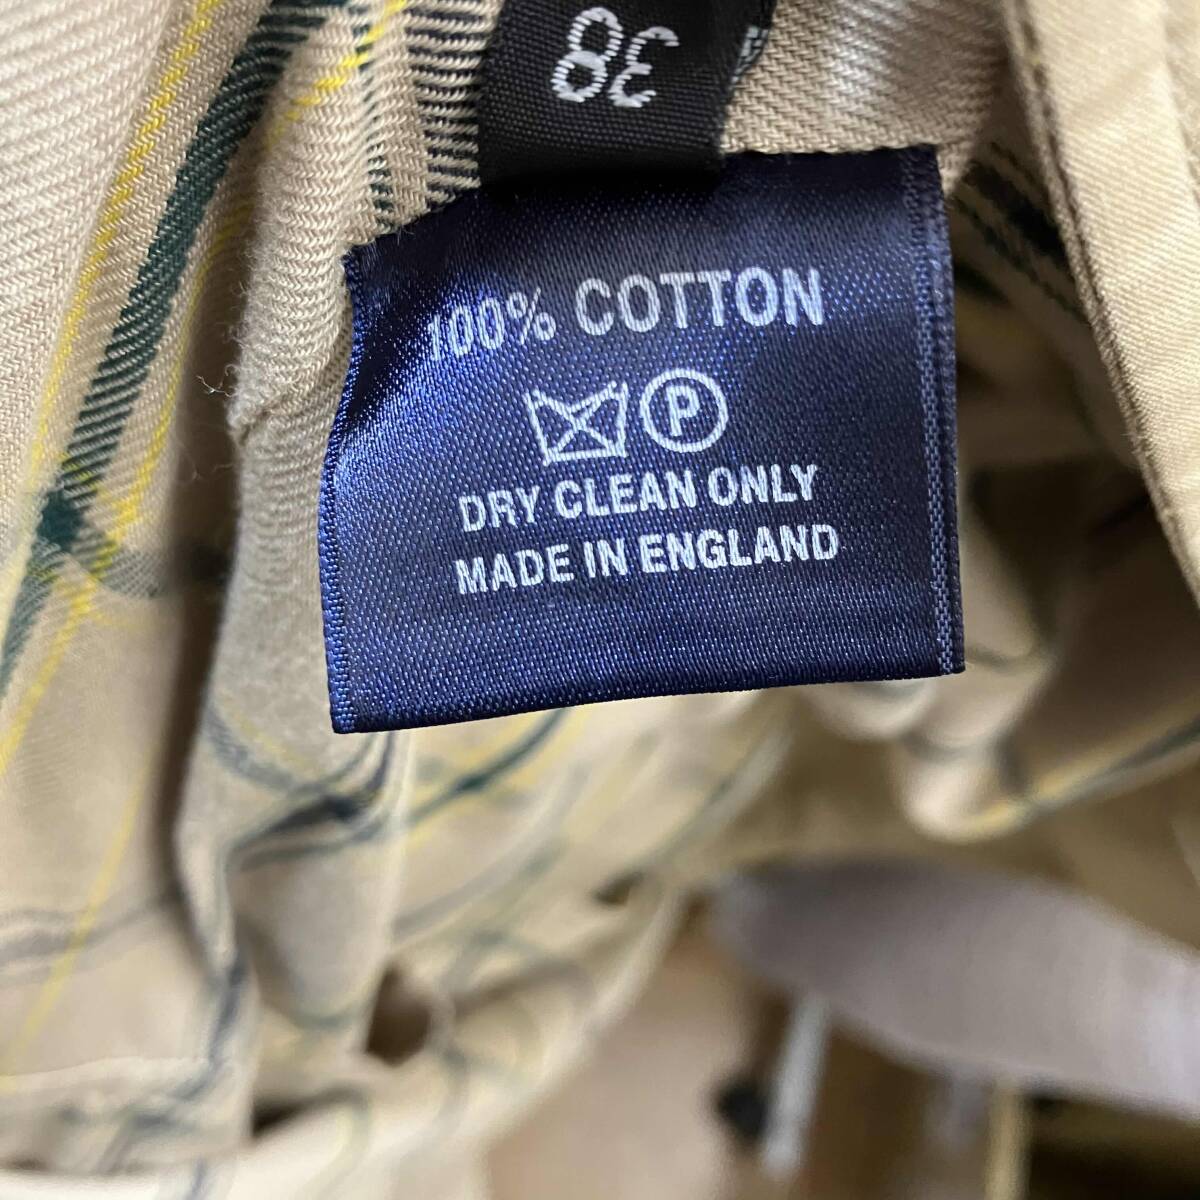 38
100% COTTON
P
DRY CLEAN ONLY
MADE IN ENGLAND